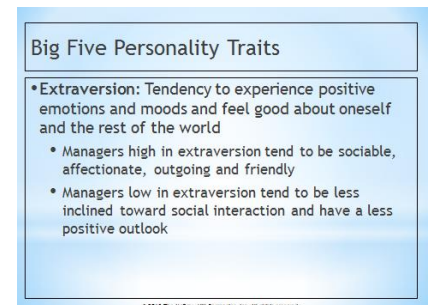 Big Five Personality Traits
•Extraversion: Tendency to experience positive
emotions and moods and feel good about oneself
and the rest of the world
• Managers high in extraversion tend to be sociable,
affectionate, outgoing and friendly
• Managers low in extraversion tend to be less
inclined toward social interaction and have a less
positive outlook